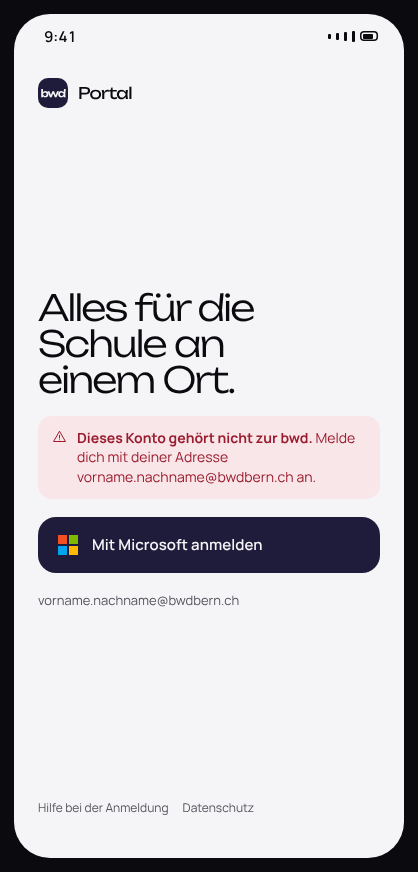 9:41
bwd Portal
Alles für die
Schule an
einem Ort.
Dieses Konto gehört nicht zur bwd. Melde
dich mit deiner Adresse
vorname.nachname@bwdbern.ch an.
Mit Microsoft anmelden
vorname.nachname@bwdbern.ch
Hilfe bei der Anmeldung Datenschutz